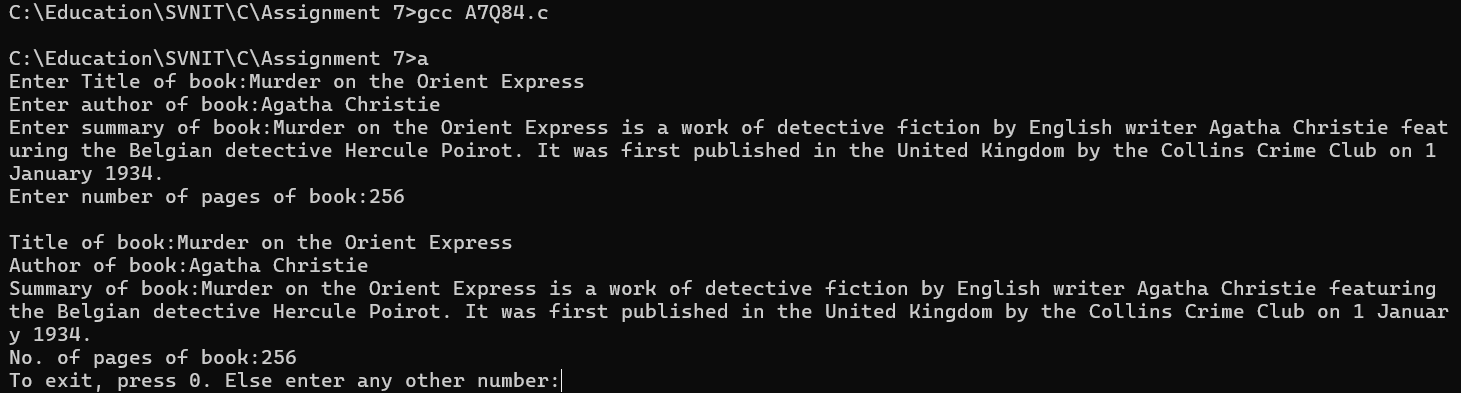 C:\Education\SVNIT\C\Assignment 7>gcc A7Q84.c
C:\Education\SVNIT\C\Assignment 7>a
Enter Title of book:Murder on the Orient Express
Enter author of book:Agatha Christie
Enter summary of book:Murder on the Orient Express is a work of detective fiction by English writer Agatha Christie feat
uring the Belgian detective Hercule Poirot. It was first published in the United Kingdom by the Collins Crime Club on 1
January 1934.
Enter number of pages of book:256
Title of book:Murder on the Orient Express
Author of book:Agatha Christie
Summary of book:Murder on the Orient Express is a work of detective fiction by English writer Agatha Christie featuring
the Belgian detective Hercule Poirot. It was first published in the United Kingdom by the Collins Crime Club on 1 Januar
y 1934.
No. of pages of book:256
To exit, press 0. Else enter any other number: